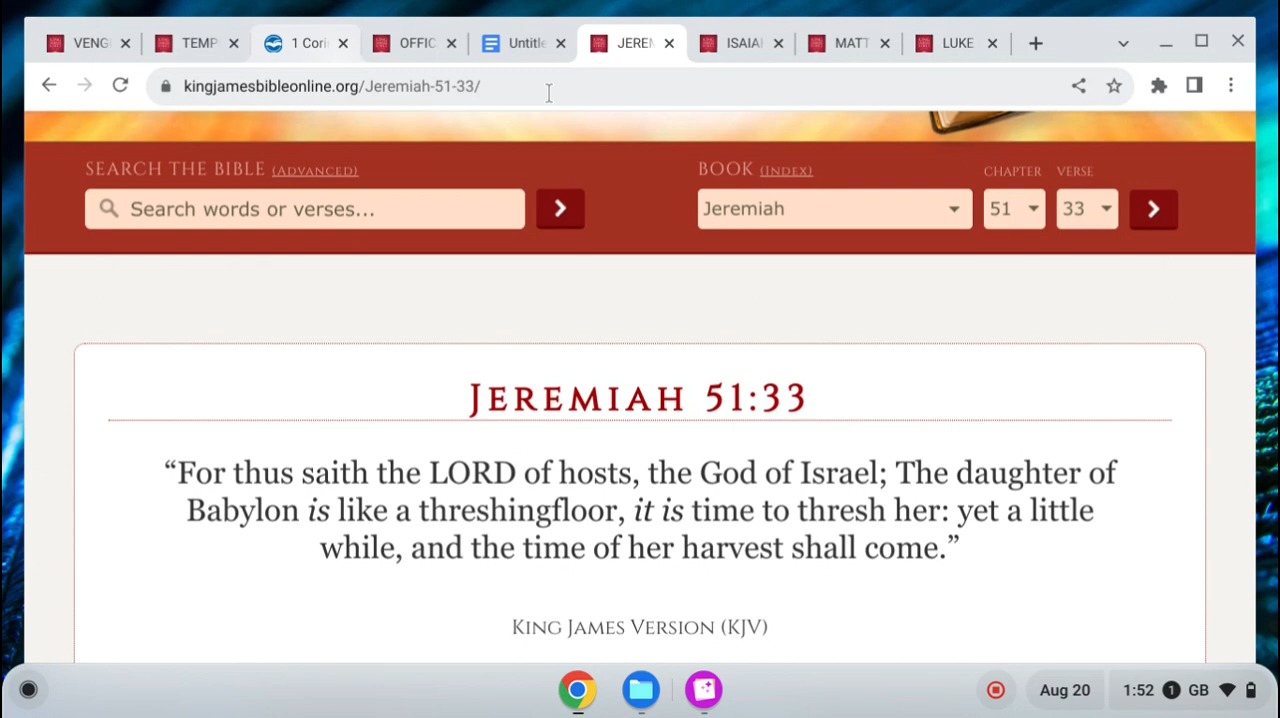 VENG
TEMP
1 Cori
OFFIC
Untitle
JEREM
ISAIAH
MATT
LUKE
kingjamesbibleonline.org/Jeremiah-51-33/
SEARCH THE BIBLE (ADVANCED)
BOOK (INDEX)
CHAPTER
VERSE
Search words or verses...
Jeremiah
51
33
JEREMIAH 51:33
“For thus saith the LORD of hosts, the God of Israel; The daughter of
Babylon is like a threshingfloor, it is time to thresh her: yet a little
while, and the time of her harvest shall come.”
KING JAMES VERSION (KJV)
Aug 20
1:52
1
GB